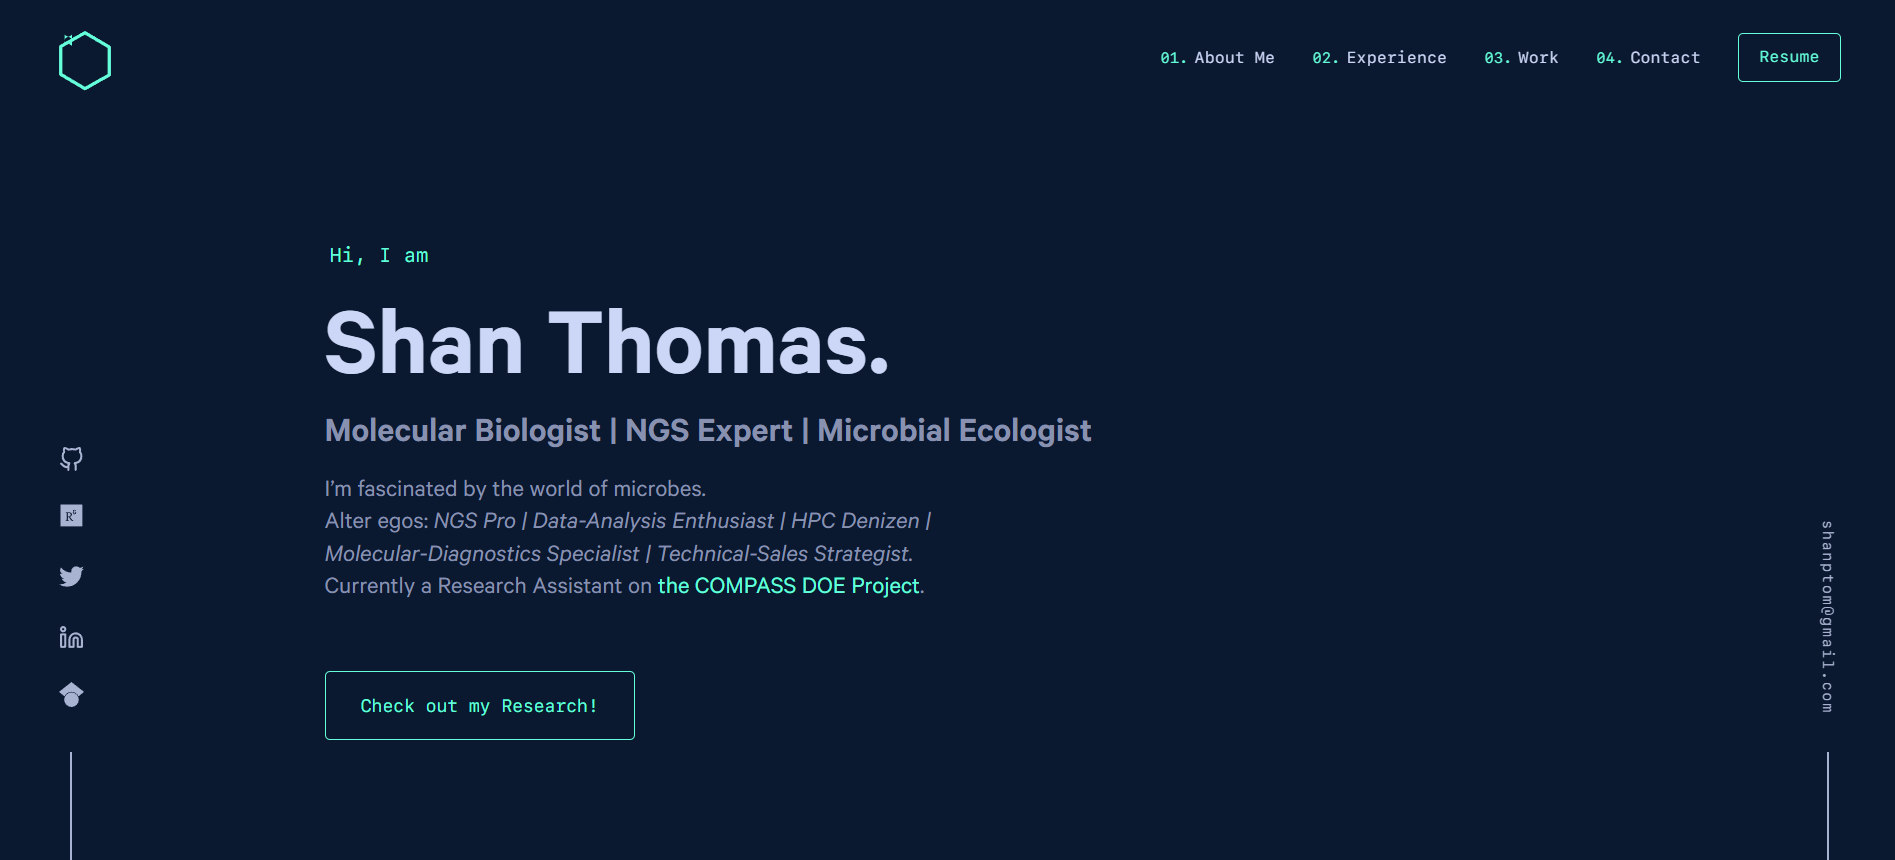 01. About Me 02. Experience 03. Work 04. Contact Resume
Hi, I am
Shan Thomas.
Molecular Biologist | NGS Expert | Microbial Ecologist
I’m fascinated by the world of microbes.
Alter egos: NGS Pro | Data-Analysis Enthusiast | HPC Denizen |
Molecular-Diagnostics Specialist | Technical-Sales Strategist.
Currently a Research Assistant on the COMPASS DOE Project.
Check out my Research!
RG
shanptom@gmail.com